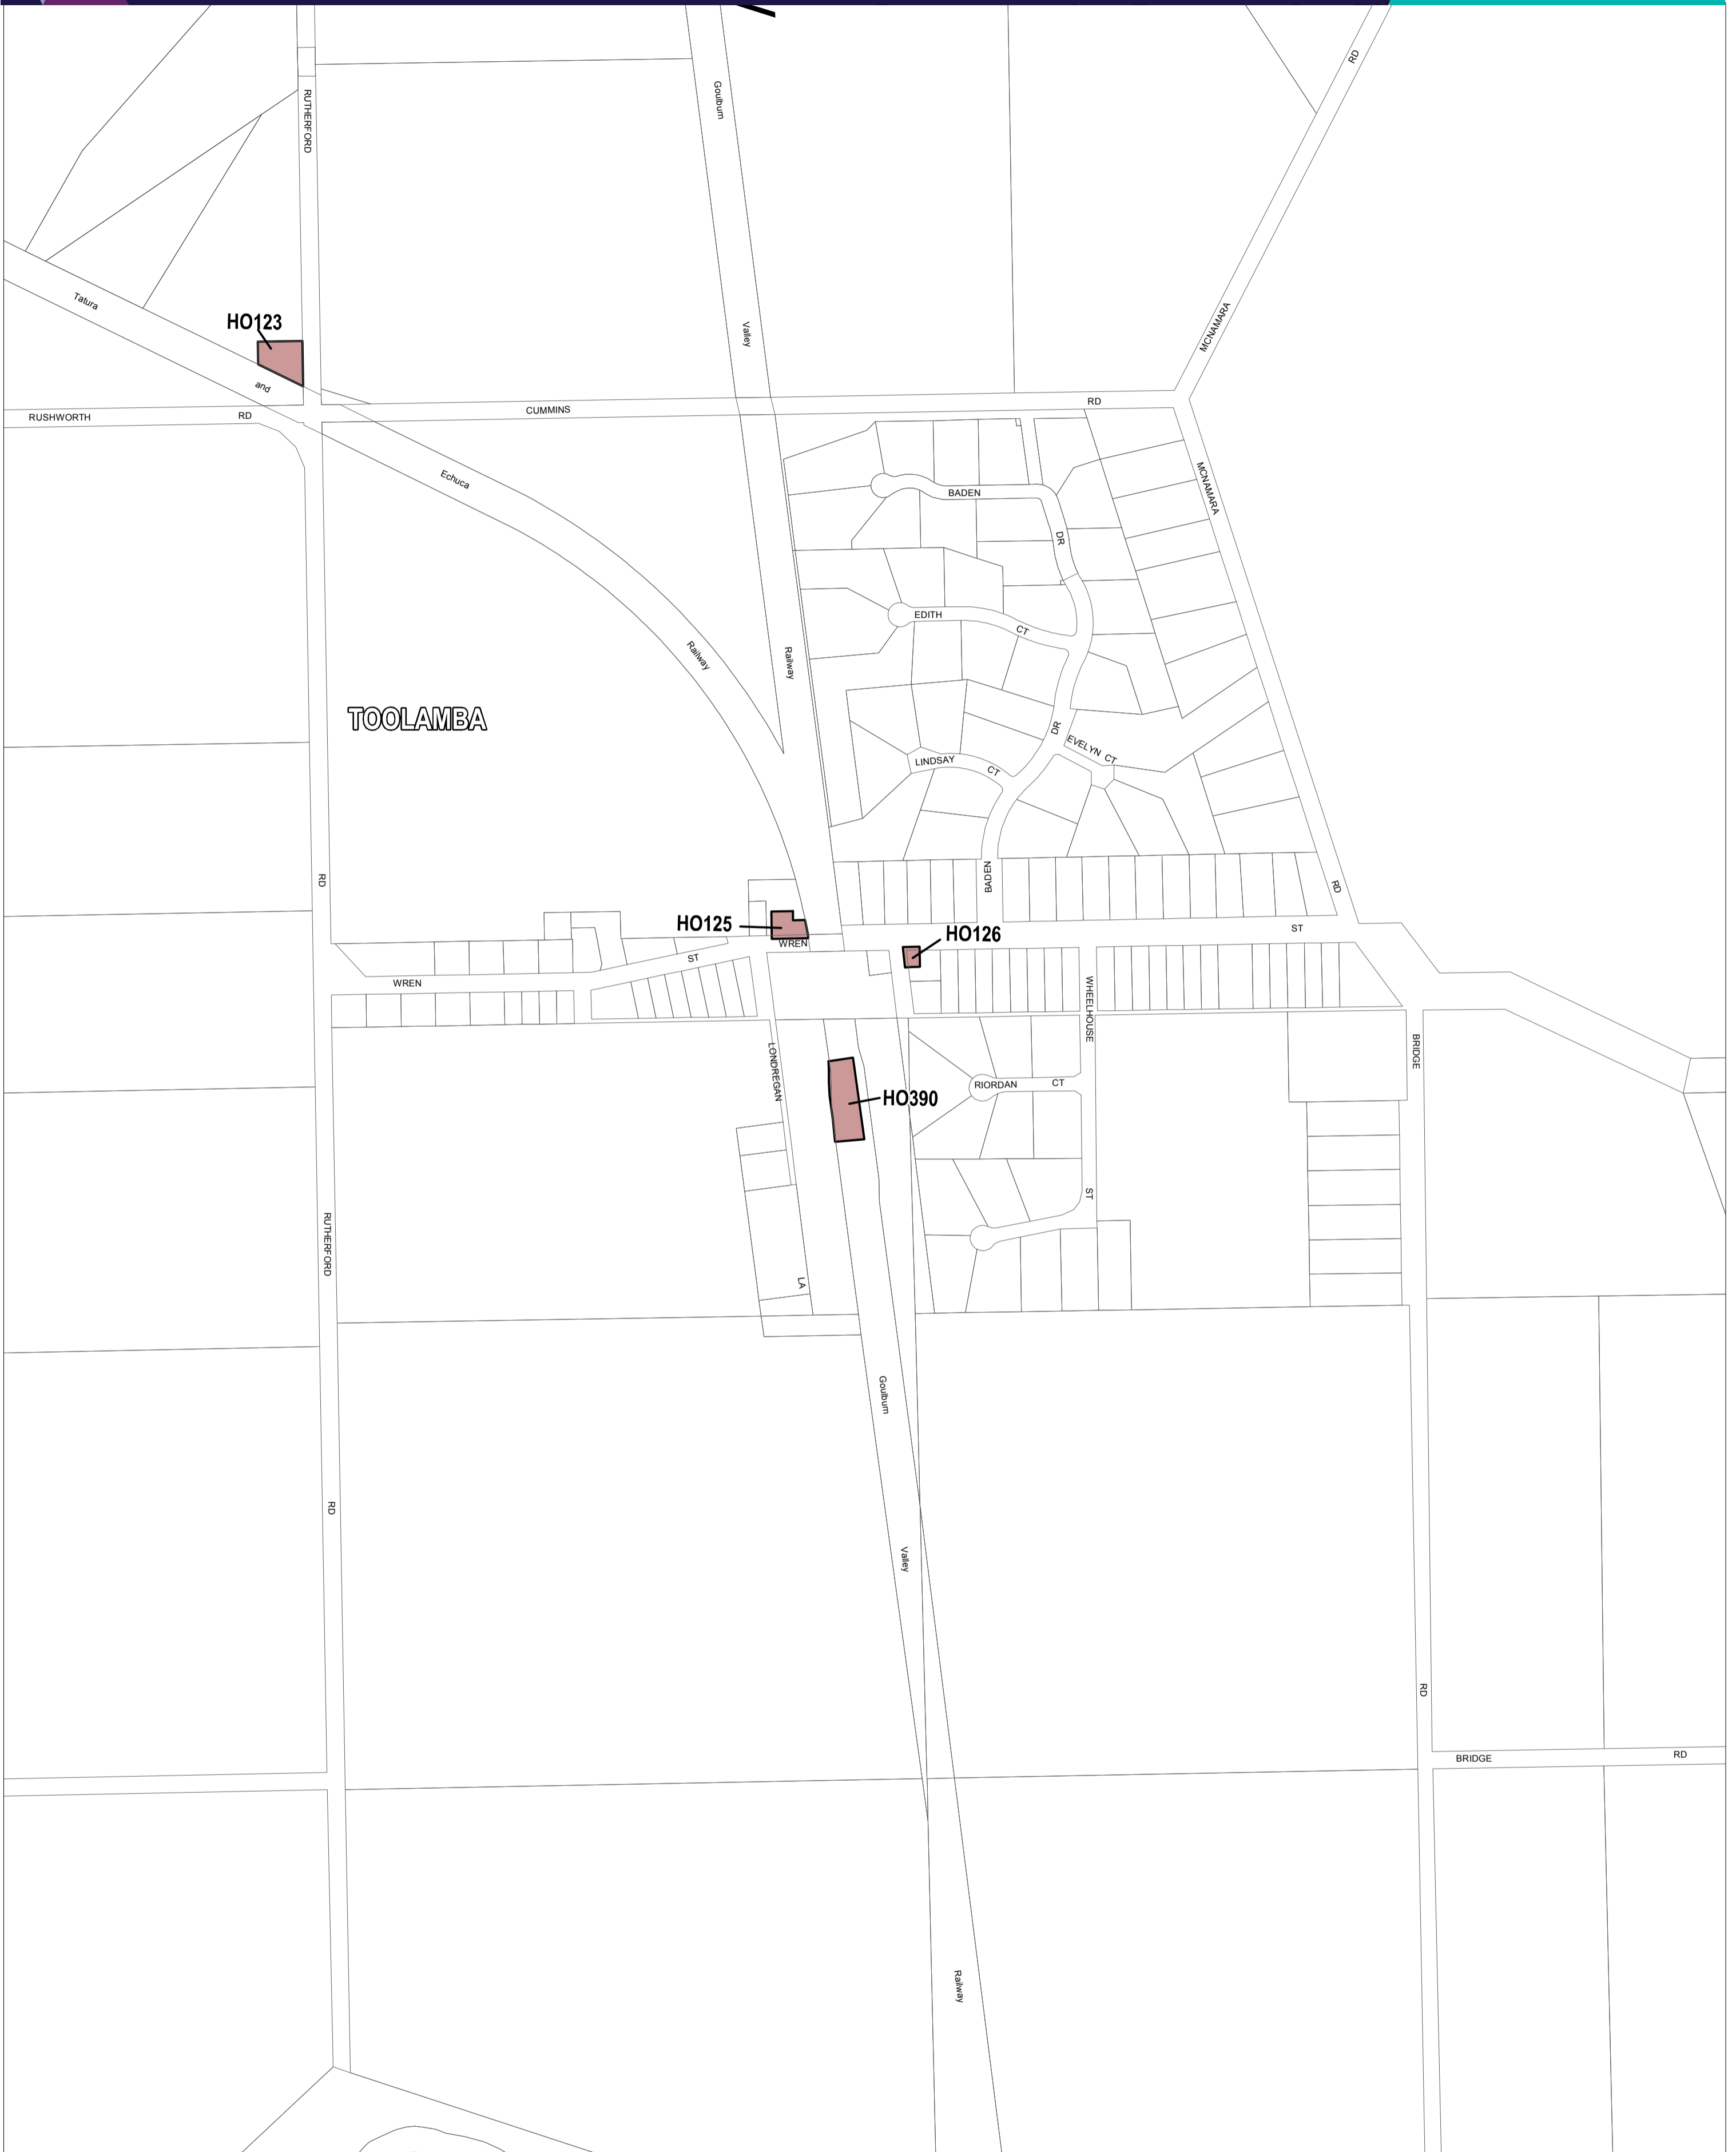 RD
Goulburn
RUTHERFORD
Tatura
HO123
Valley
MCNAMARA
and
RUSHWORTH
RD
CUMMINS
RD
Echuca
BADEN
MCNAMARA
DR
EDITH
CT
Railway
Railway
TOOLAMBA
DR
EVELYN CT
LINDSAY
CT
RD
BADEN
RD
HO125
WREN
HO126
ST
ST
WREN
WHEELHOUSE
LONDREGAN
BRIDGE
RIORDAN
CT
HO390
ST
RUTHERFORD
LA
Goulburn
RD
Valley
RD
BRIDGE
RD
Railway